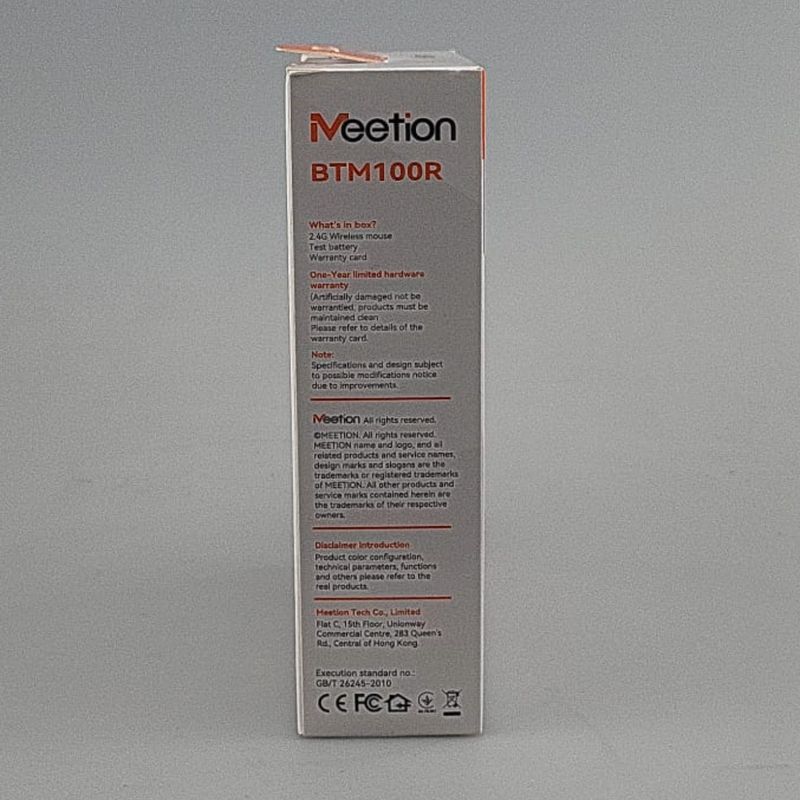 Meetion
BTM100R
What's in box?
2.4G Wireless mouse
Test battery
Warranty card
One-Year limited hardware
warranty
(Artificially damaged not be
warrantied, products must be
maintained clean
Please refer to details of the
warranty card.
Note:
Specifications and design subject
to possible modifications notice
due to improvements.
Meetion All rights reserved.
©MEETION. All rights reserved.
MEETION name and logo, and all
related products and service names,
design marks and slogans are the
trademarks or registered trademarks
of MEETION. All other products and
service marks contained herein are
the trademarks of their respective
owners.
Disclaimer introduction
Product color configuration,
technical parameters, functions
and others please refer to the
real products.
Meetion Tech Co., Limited
Flat C, 15th Floor, Unionway
Commercial Centre, 283 Queen's
Rd., Central of Hong Kong
Execution standard no.:
GB/T 26245-2010
CE FC